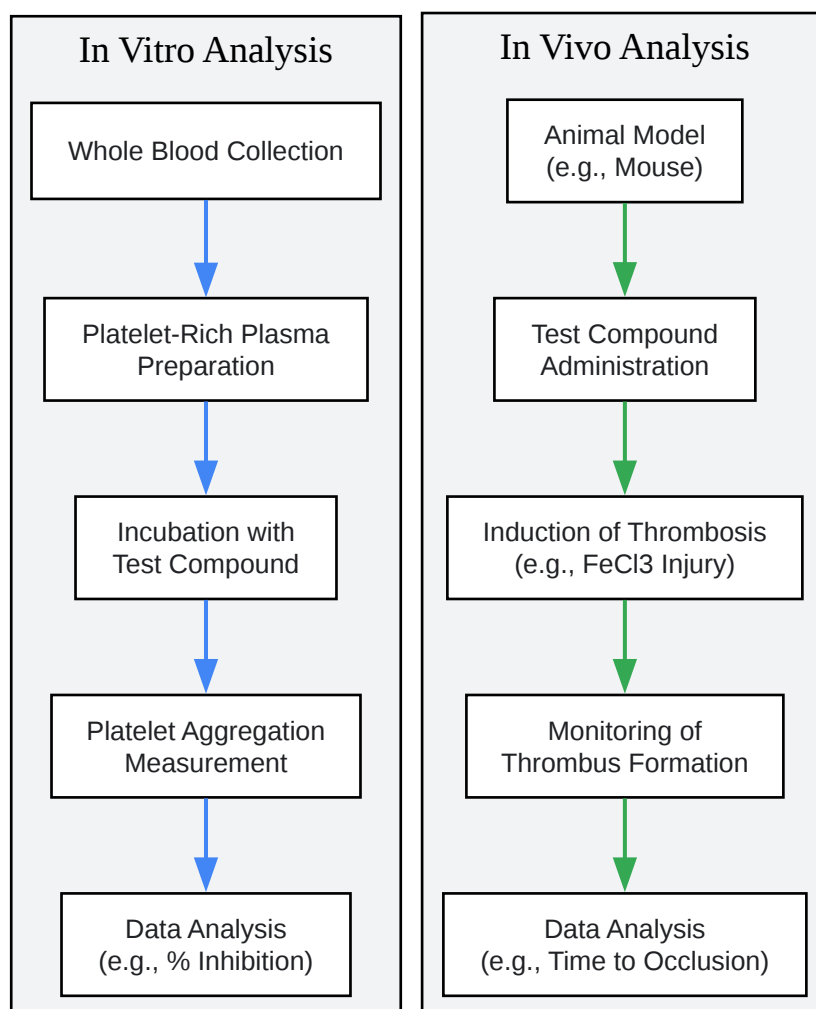 In Vitro Analysis
Whole Blood Collection
Platelet-Rich Plasma
Preparation
Incubation with
Test Compound
Platelet Aggregation
Measurement
Data Analysis
(e.g., % Inhibition)
In Vivo Analysis
Animal Model
(e.g., Mouse)
Test Compound
Administration
Induction of Thrombosis
(e.g., FeCl3 Injury)
Monitoring of
Thrombus Formation
Data Analysis
(e.g., Time to Occlusion)